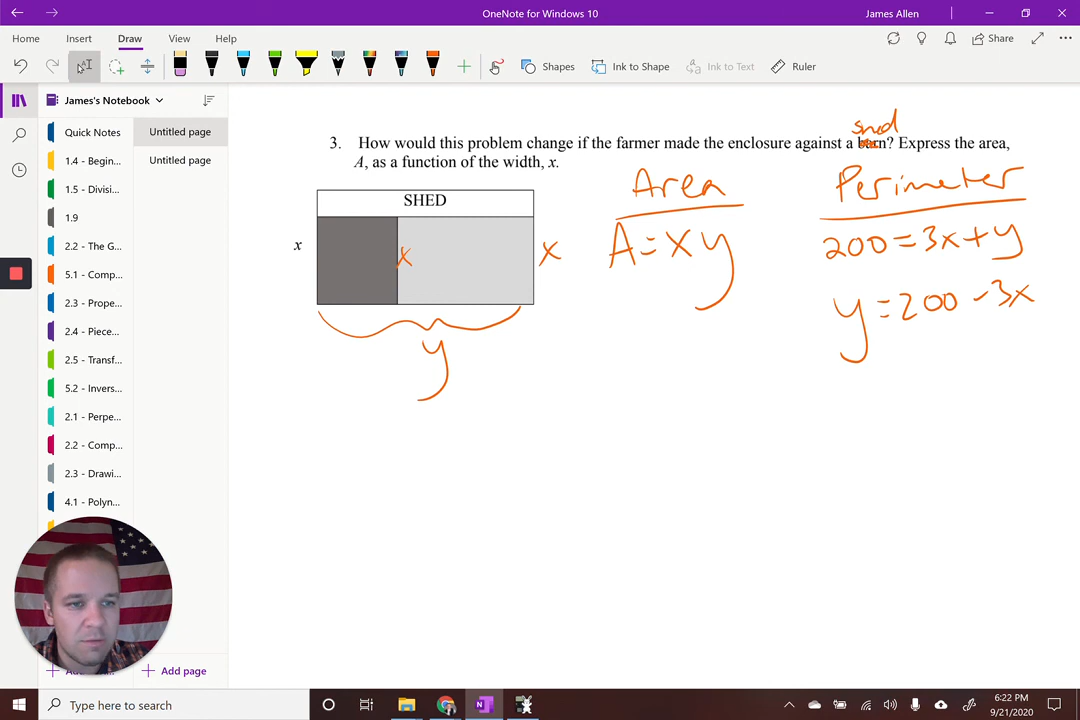 OneNote for Windows 10
James Allen
Home
Insert
Draw
View
Help
Share
Shapes
Ink to Shape
Ink to Text
Ruler
James's Notebook
Quick Notes
1.4 - Begin...
1.5 - Divisi...
1.9
2.2 - The G...
5.1 - Comp...
2.3 - Prope...
2.4 - Piece...
2.5 - Transf...
5.2 - Invers...
2.1 - Perpe...
2.2 - Comp...
2.3 - Drawi...
4.1 - Polyn...
Untitled page
Untitled page
Add page
shed
3. How would this problem change if the farmer made the enclosure against a barn? Express the area,
A, as a function of the width, x.
SHED
x
x
x
y
Area
A = xy
Perimeter
200 = 3x + y
y = 200 - 3x
Type here to search
6:22 PM
9/21/2020